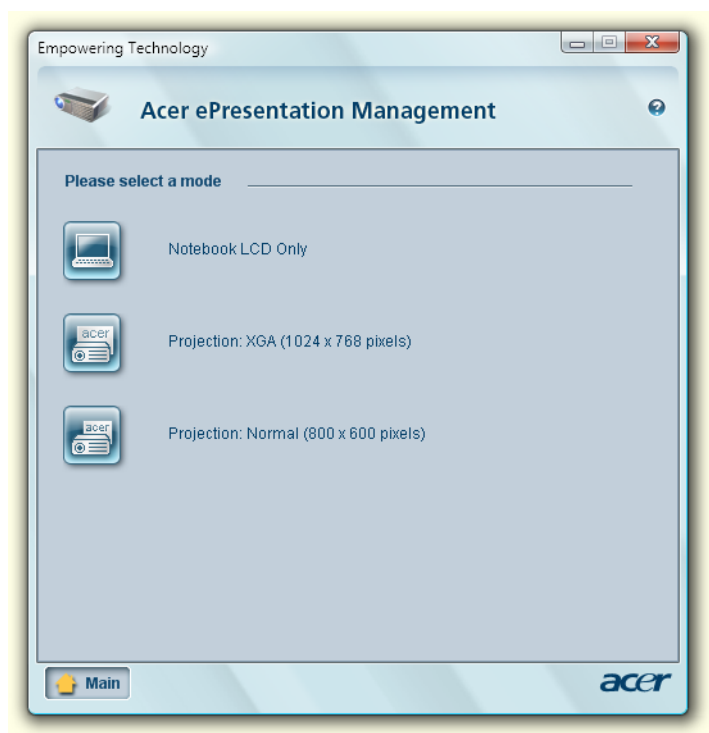 Empowering Technology
Acer ePresentation Management
Please select a mode
Notebook LCD Only
acer
Projection: XGA (1024 x 768 pixels)
acer
Projection: Normal (800 x 600 pixels)
Main
acer